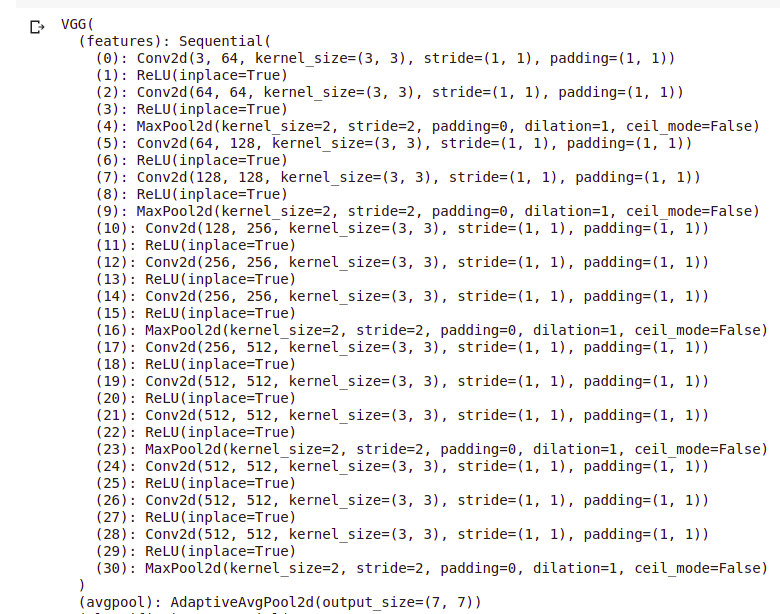 VGG(
  (features): Sequential(
    (0): Conv2d(3, 64, kernel_size=(3, 3), stride=(1, 1), padding=(1, 1))
    (1): ReLU(inplace=True)
    (2): Conv2d(64, 64, kernel_size=(3, 3), stride=(1, 1), padding=(1, 1))
    (3): ReLU(inplace=True)
    (4): MaxPool2d(kernel_size=2, stride=2, padding=0, dilation=1, ceil_mode=False)
    (5): Conv2d(64, 128, kernel_size=(3, 3), stride=(1, 1), padding=(1, 1))
    (6): ReLU(inplace=True)
    (7): Conv2d(128, 128, kernel_size=(3, 3), stride=(1, 1), padding=(1, 1))
    (8): ReLU(inplace=True)
    (9): MaxPool2d(kernel_size=2, stride=2, padding=0, dilation=1, ceil_mode=False)
    (10): Conv2d(128, 256, kernel_size=(3, 3), stride=(1, 1), padding=(1, 1))
    (11): ReLU(inplace=True)
    (12): Conv2d(256, 256, kernel_size=(3, 3), stride=(1, 1), padding=(1, 1))
    (13): ReLU(inplace=True)
    (14): Conv2d(256, 256, kernel_size=(3, 3), stride=(1, 1), padding=(1, 1))
    (15): ReLU(inplace=True)
    (16): MaxPool2d(kernel_size=2, stride=2, padding=0, dilation=1, ceil_mode=False)
    (17): Conv2d(256, 512, kernel_size=(3, 3), stride=(1, 1), padding=(1, 1))
    (18): ReLU(inplace=True)
    (19): Conv2d(512, 512, kernel_size=(3, 3), stride=(1, 1), padding=(1, 1))
    (20): ReLU(inplace=True)
    (21): Conv2d(512, 512, kernel_size=(3, 3), stride=(1, 1), padding=(1, 1))
    (22): ReLU(inplace=True)
    (23): MaxPool2d(kernel_size=2, stride=2, padding=0, dilation=1, ceil_mode=False)
    (24): Conv2d(512, 512, kernel_size=(3, 3), stride=(1, 1), padding=(1, 1))
    (25): ReLU(inplace=True)
    (26): Conv2d(512, 512, kernel_size=(3, 3), stride=(1, 1), padding=(1, 1))
    (27): ReLU(inplace=True)
    (28): Conv2d(512, 512, kernel_size=(3, 3), stride=(1, 1), padding=(1, 1))
    (29): ReLU(inplace=True)
    (30): MaxPool2d(kernel_size=2, stride=2, padding=0, dilation=1, ceil_mode=False)
  )
  (avgpool): AdaptiveAvgPool2d(output_size=(7, 7))